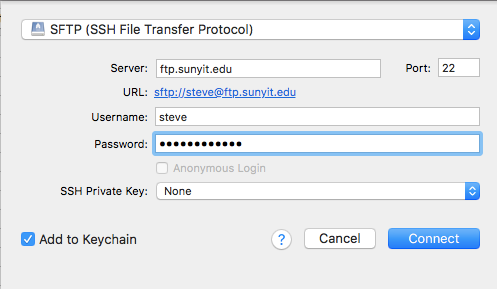 SFTP (SSH File Transfer Protocol)
Server: ftp.sunyit.edu Port: 22
URL: sftp://steve@ftp.sunyit.edu
Username: steve
Password: ••••••••••••
Anonymous Login
SSH Private Key: None
Add to Keychain ? Cancel Connect